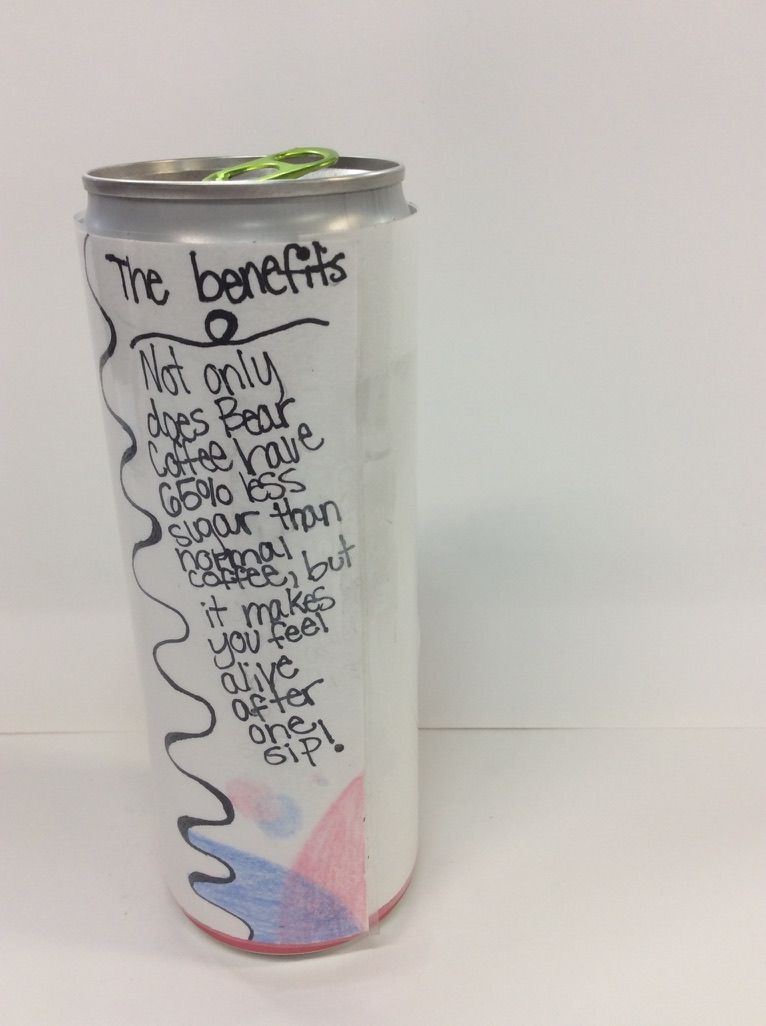 The benefits
Not only
does Bear
Coffee have
65% less
sugar than
normal
coffee, but
it makes
you feel
alive
after
one
sip!